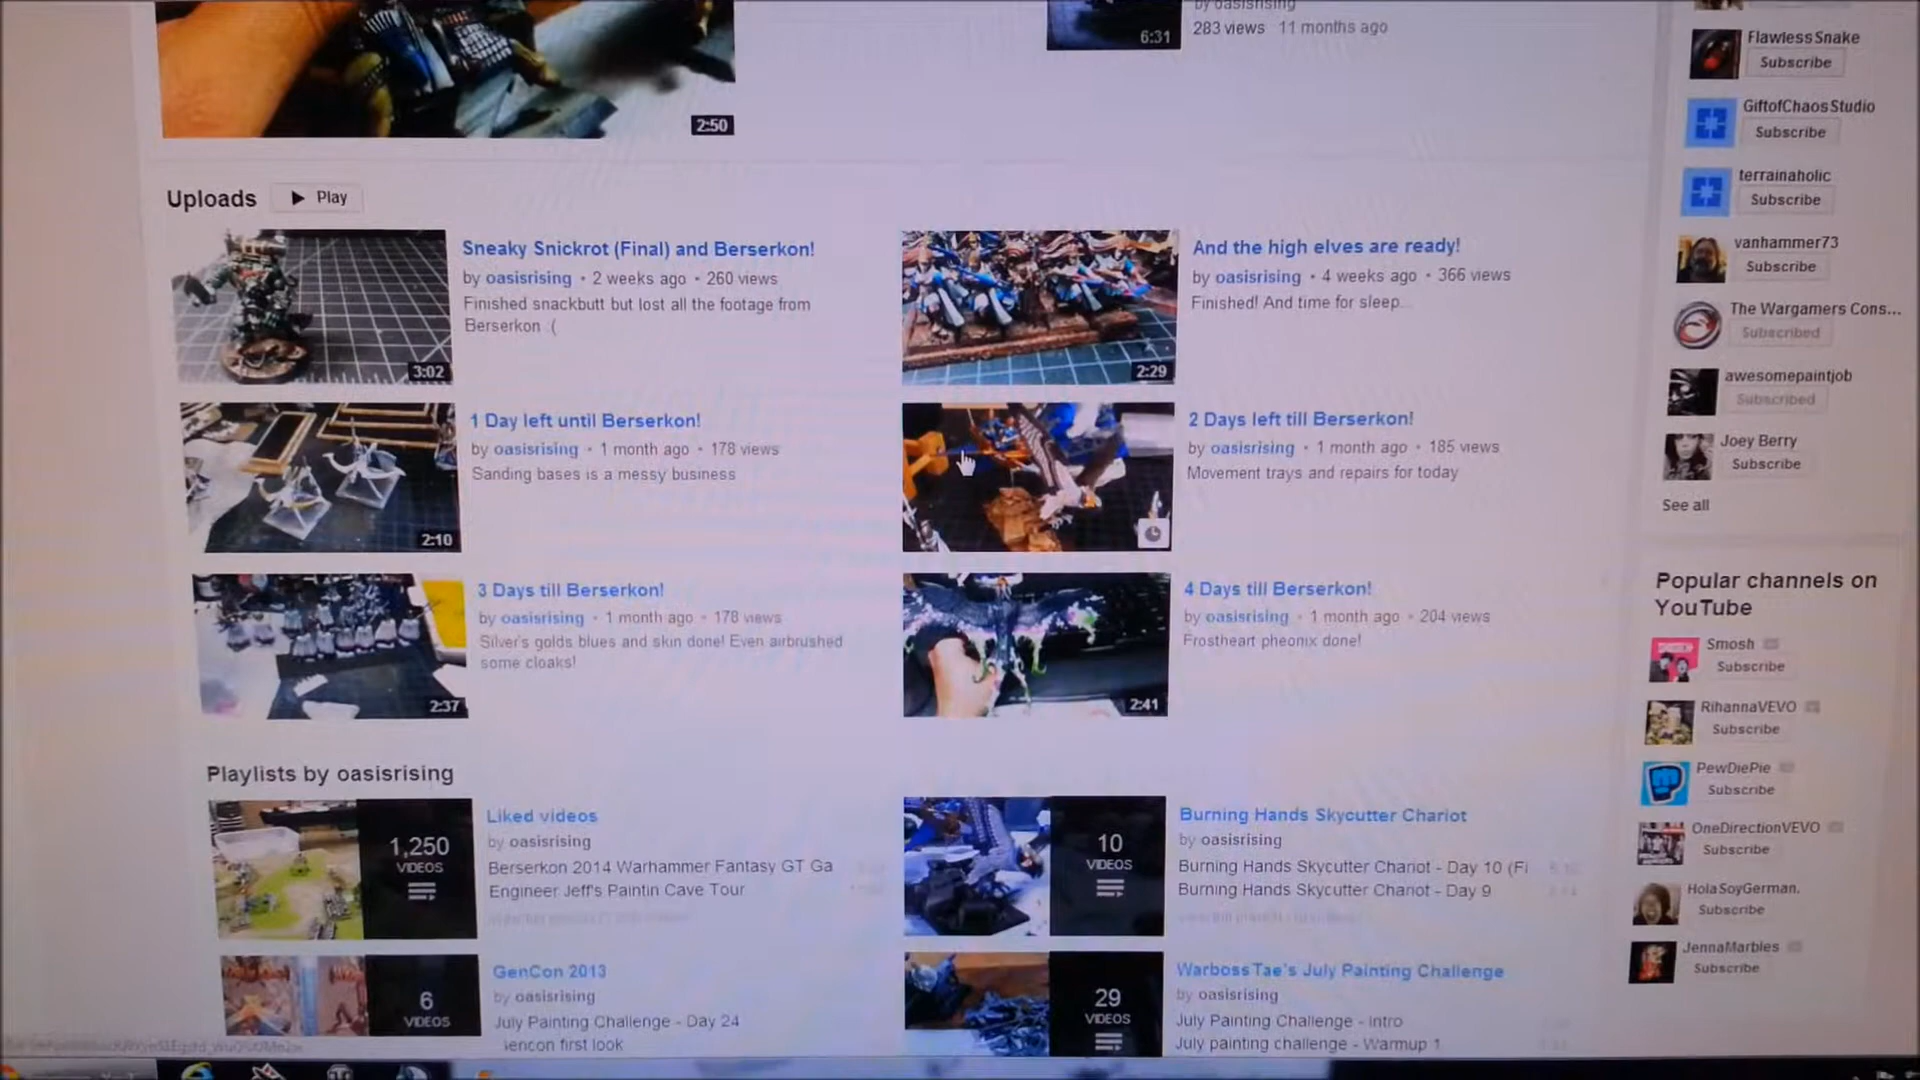 by oasisrising
283 views 11 months ago
6:31
2:50
Uploads
Play
Sneaky Snickrot (Final) and Berserkon!
by oasisrising • 2 weeks ago • 260 views
Finished snackbutt but lost all the footage from
Berserkon :(
3:02
And the high elves are ready!
by oasisrising • 4 weeks ago • 366 views
Finished! And time for sleep...
2:29
1 Day left until Berserkon!
by oasisrising • 1 month ago • 178 views
Sanding bases is a messy business
2:10
2 Days left till Berserkon!
by oasisrising • 1 month ago • 185 views
Movement trays and repairs for today
3 Days till Berserkon!
by oasisrising • 1 month ago • 178 views
Silver's golds blues and skin done! Even airbrushed
some cloaks!
2:37
4 Days till Berserkon!
by oasisrising • 1 month ago • 204 views
Frostheart pheonix done!
2:41
Playlists by oasisrising
1,250
VIDEOS
Liked videos
by oasisrising
Berserkon 2014 Warhammer Fantasy GT Ga
Engineer Jeff's Paintin Cave Tour
10
VIDEOS
Burning Hands Skycutter Chariot
by oasisrising
Burning Hands Skycutter Chariot - Day 10 (Fi
Burning Hands Skycutter Chariot - Day 9
6
VIDEOS
GenCon 2013
by oasisrising
July Painting Challenge - Day 24
encon first look
29
VIDEOS
WarbossTae's July Painting Challenge
by oasisrising
July Painting Challenge - Intro
July painting challenge - Warmup 1
FlawlessSnake
Subscribe
GiftofChaosStudio
Subscribe
terrainaholic
Subscribe
vanhammer73
Subscribe
The Wargamers Cons...
Subscribed
awesomepaintjob
Subscribed
Joey Berry
Subscribe
See all
Popular channels on
YouTube
Smosh
Subscribe
RihannaVEVO
Subscribe
PewDiePie
Subscribe
OneDirectionVEVO
Subscribe
HolaSoyGerman.
Subscribe
JennaMarbles
Subscribe